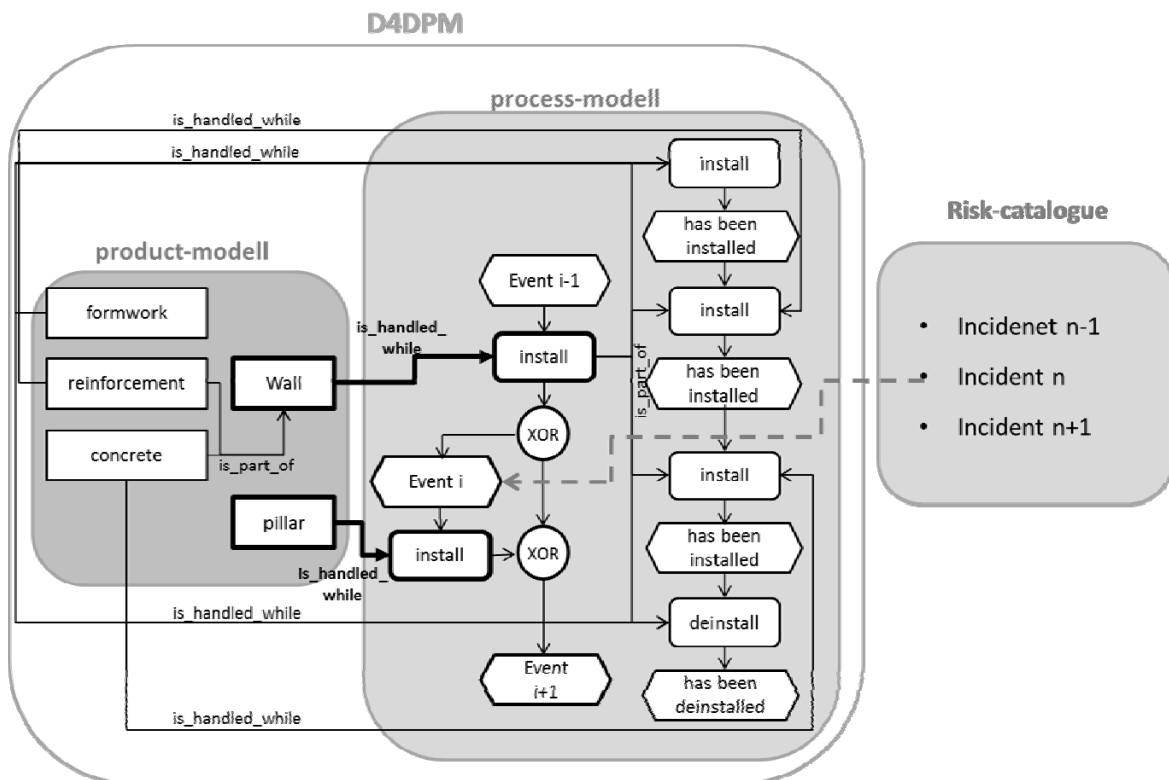 D4DPM
process-modell
is_handled_while
is_handled_while
install
has been
installed
Risk-catalogue
product-modell
Event i-1
formwork
install
is_handled_
while
install
Incidenet n-1
reinforcement
Wall
is_part_of
has been
installed
Incident n
XOR
Incident n+1
concrete
is_part_of
Event i
install
pillar
install
XOR
has been
installed
Is_handled_
while
is_handled_while
deinstall
Event
i+1
has been
deinstalled
is_handled_while